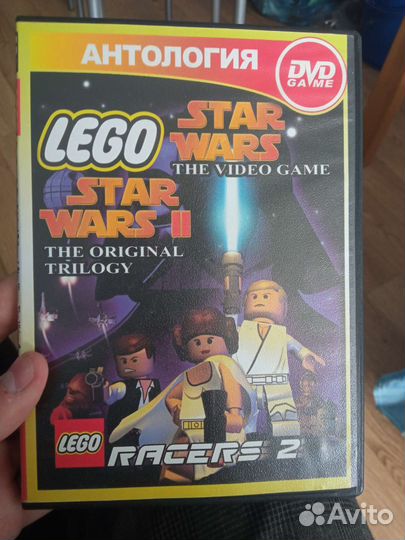 АНТОЛОГИЯ
DVD
GAME
LEGO
STAR
WARS
THE VIDEO GAME
STAR
WARS II
THE ORIGINAL
TRILOGY
LEGO
RACERS 2
Avito